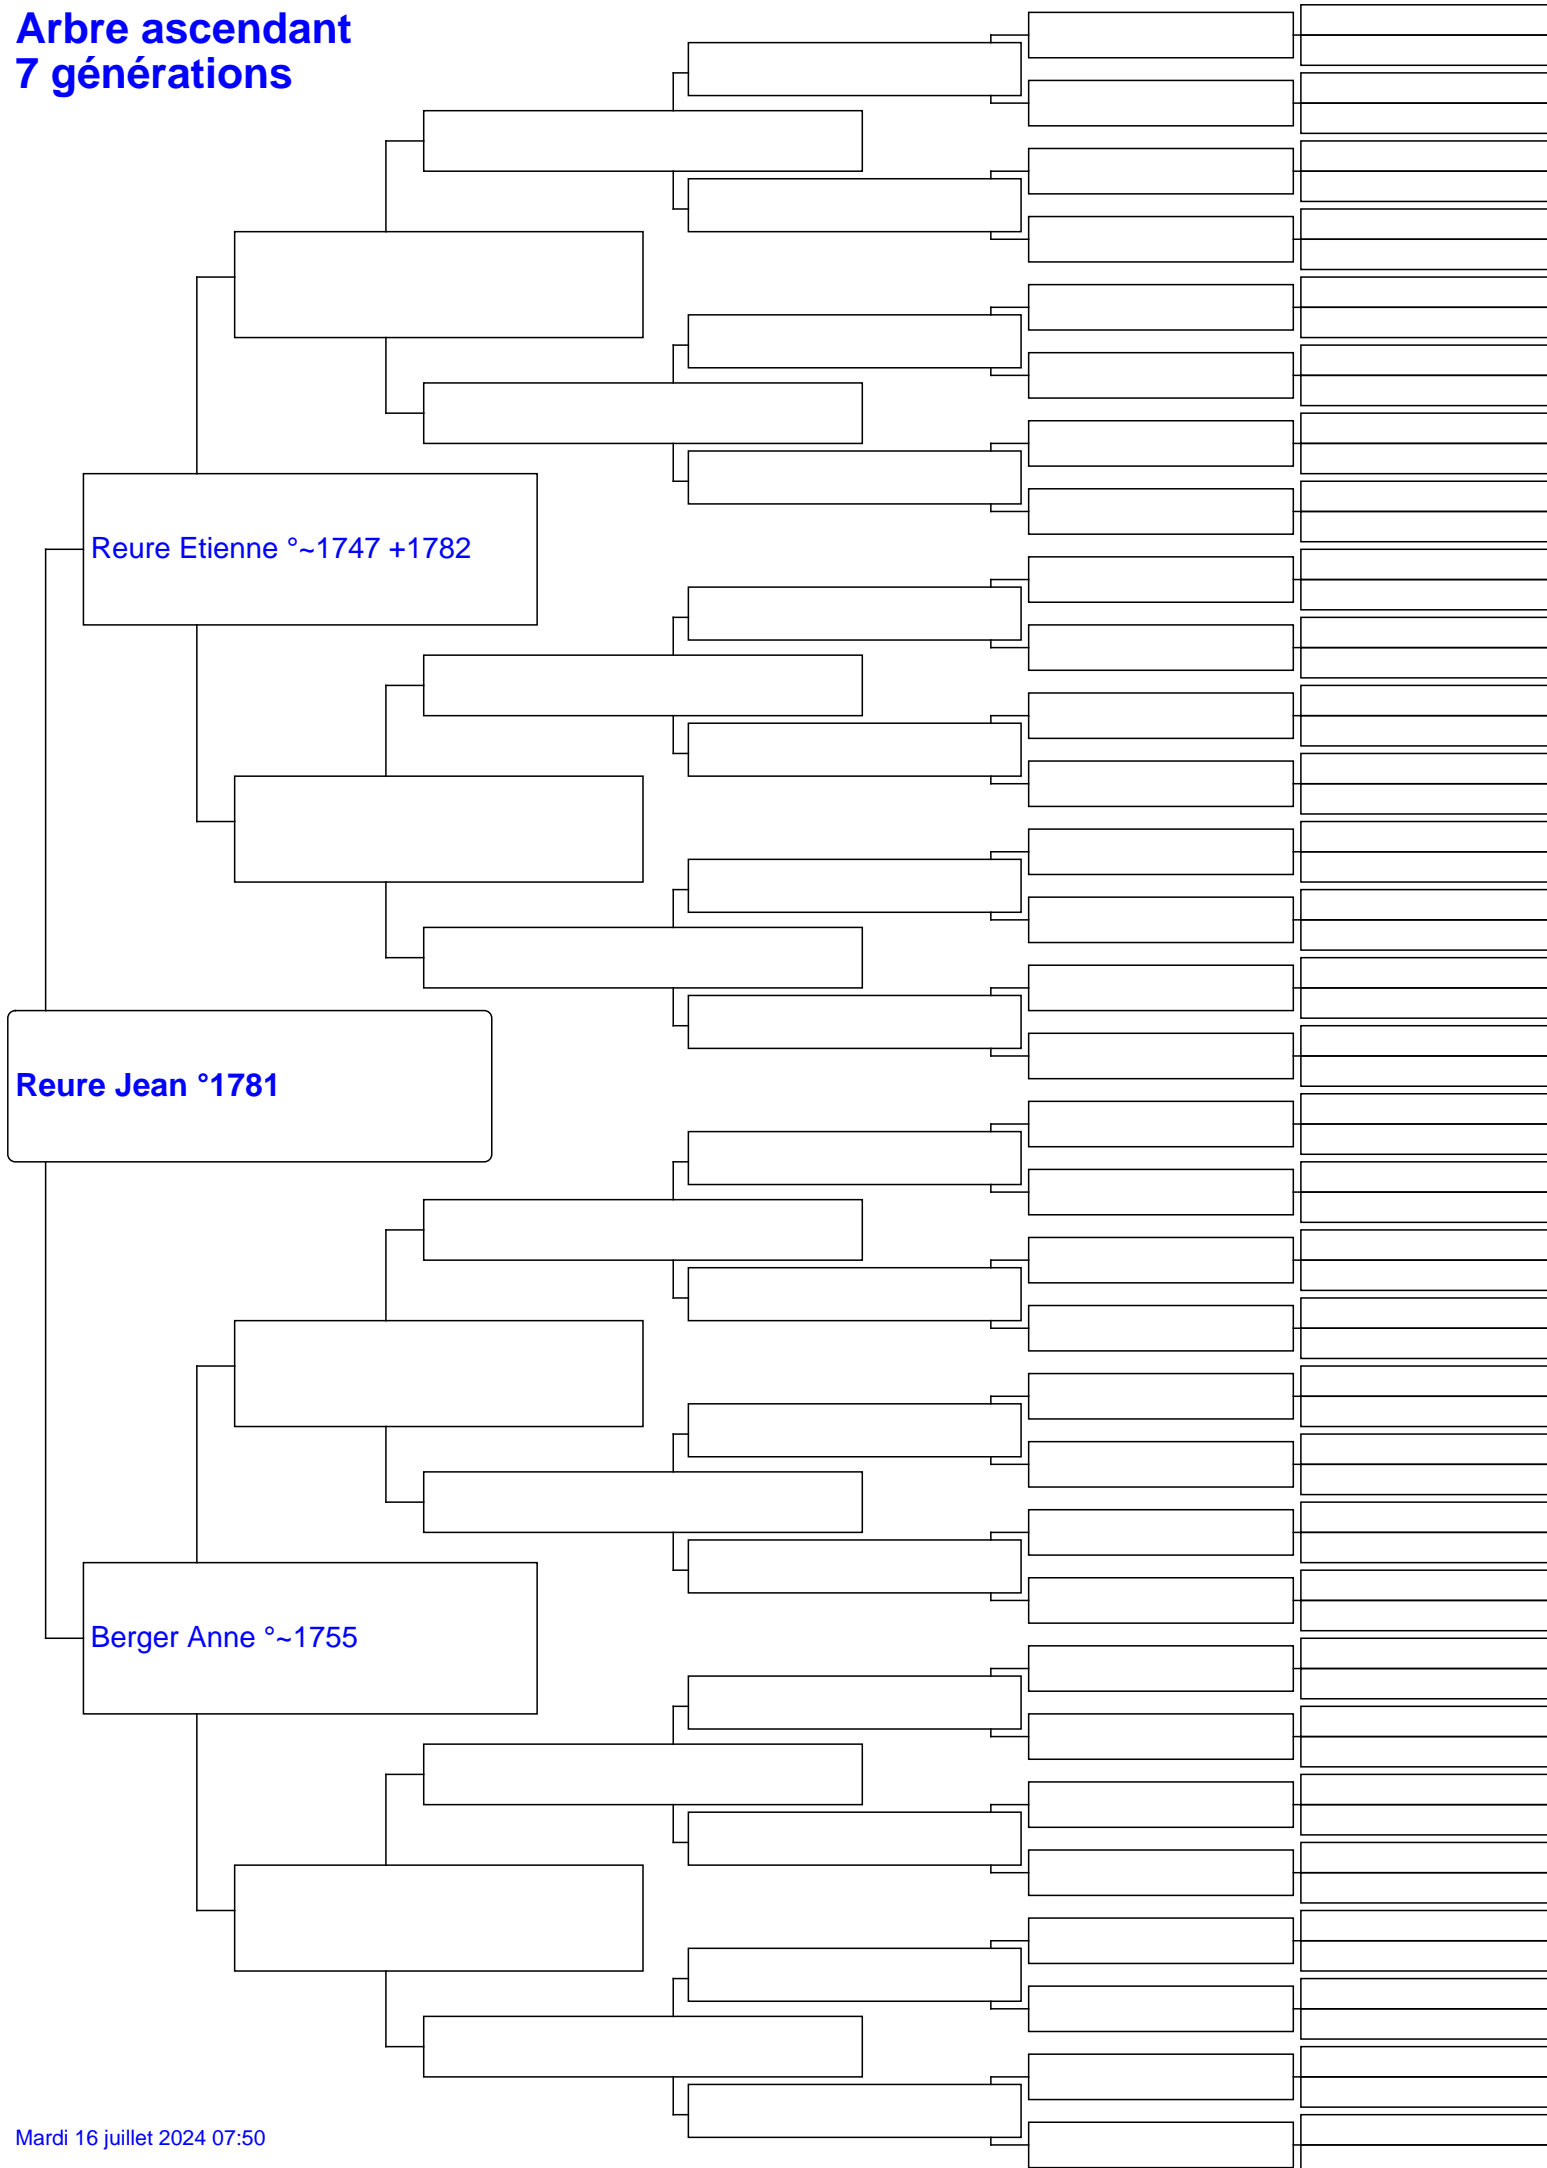 Arbre ascendant
7 générations
Reure Etienne °~1747 +1782
Reure Jean °1781
Berger Anne °~1755
Mardi 16 juillet 2024 07:50